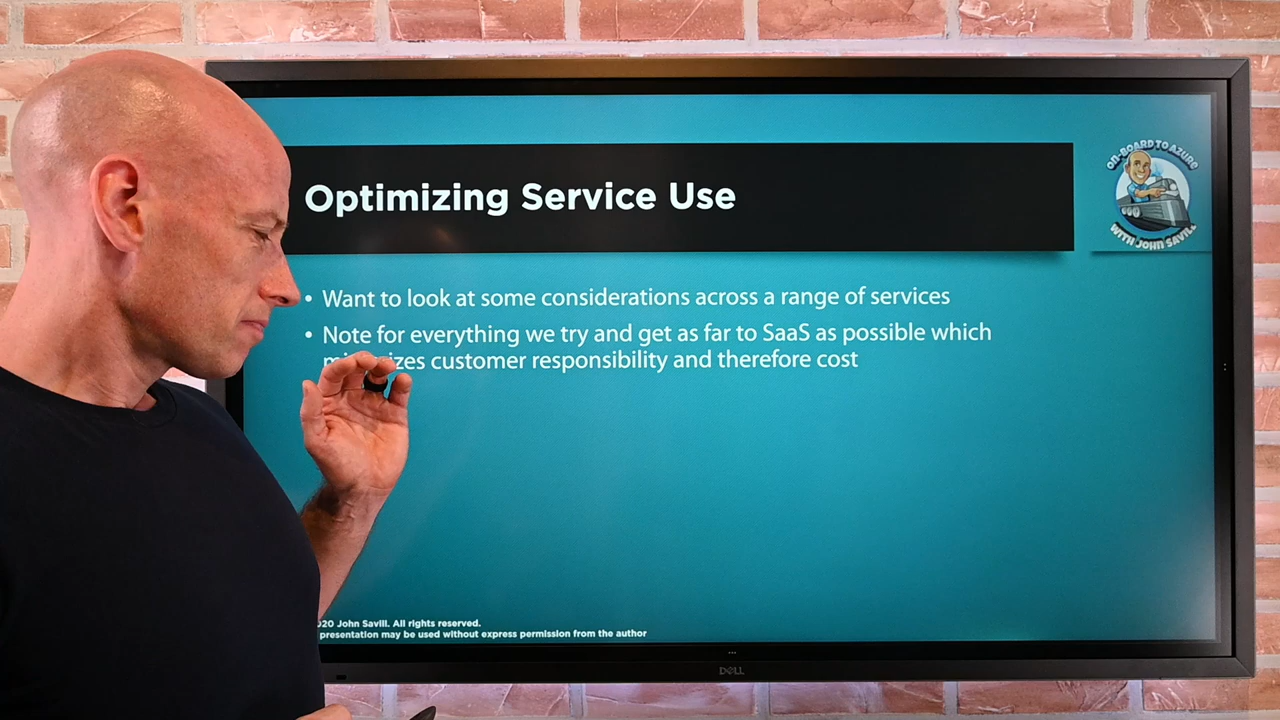 Optimizing Service Use
ON-BOARD TO AZURE
WITH JOHN SAVILL
• Want to look at some considerations across a range of services
• Note for everything we try and get as far to SaaS as possible which
customer responsibility and therefore cost
John Savill. All rights reserved.
presentation may be used without express permission from the author
DELL